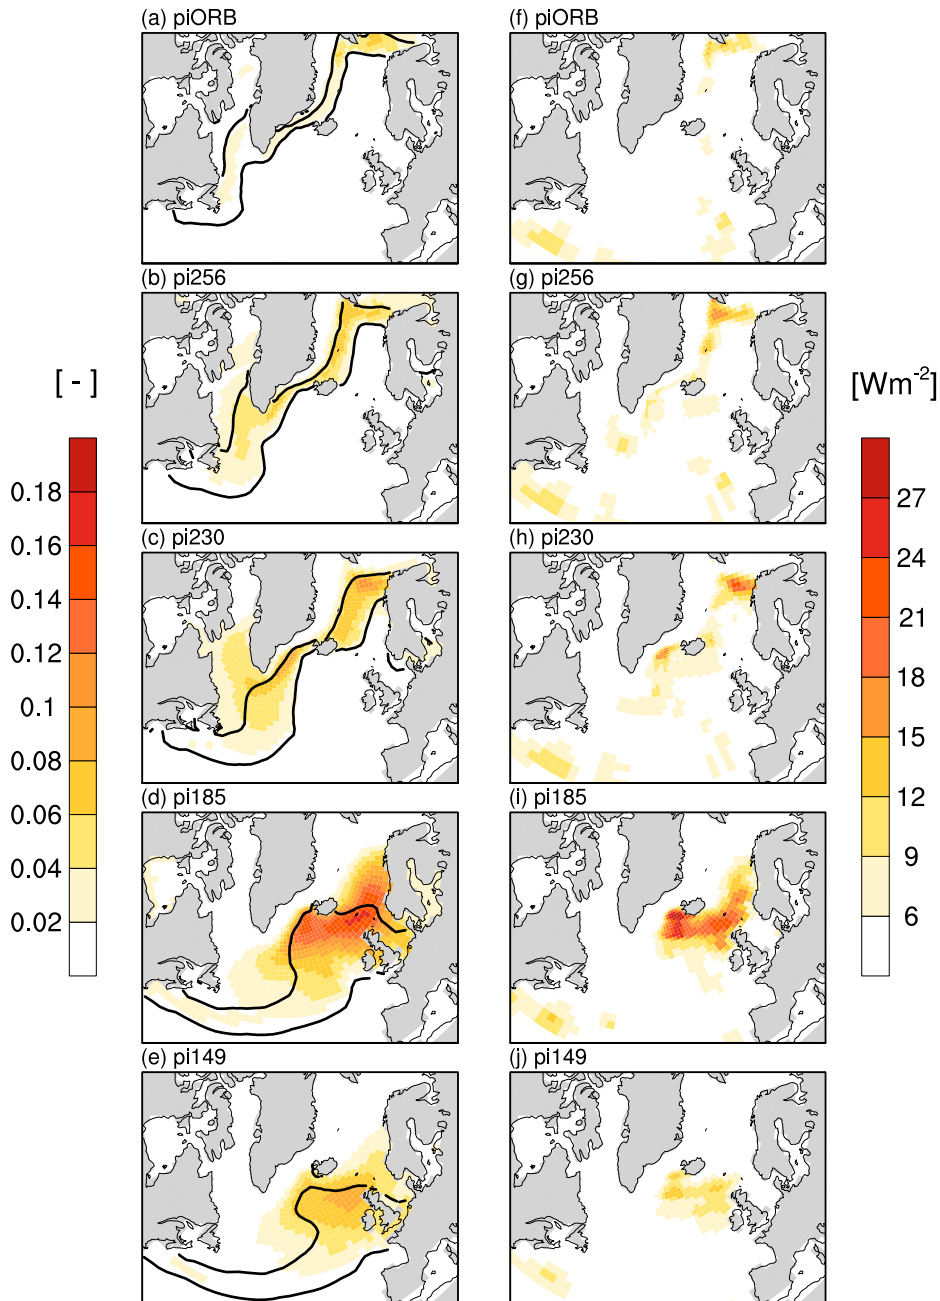 (a) piORB
(f) piORB
(b) pi256
(g) pi256
[ - ]
[Wm-2]
0.18
0.16
0.14
0.12
0.1
0.08
0.06
0.04
0.02
27
24
21
18
15
12
9
6
(c) pi230
(h) pi230
(d) pi185
(i) pi185
(e) pi149
(j) pi149